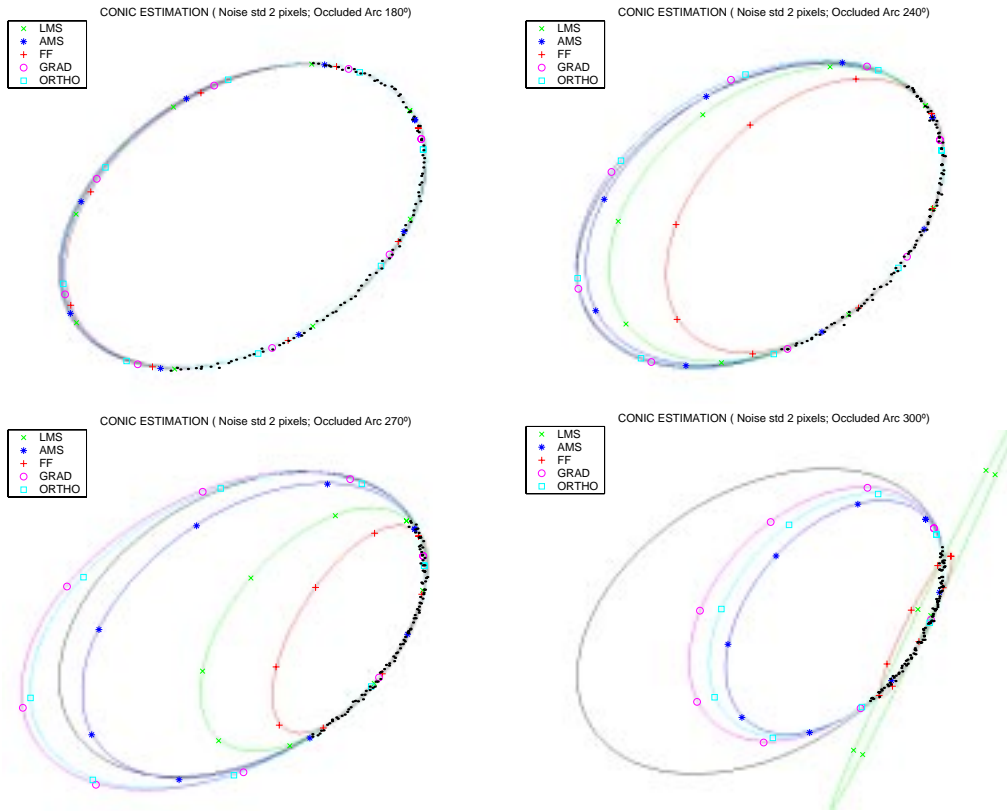 CONIC ESTIMATION ( Noise std 2 pixels; Occluded Arc 180º)
LMS
AMS
FF
GRAD
ORTHO
CONIC ESTIMATION ( Noise std 2 pixels; Occluded Arc 240º)
LMS
AMS
FF
GRAD
ORTHO
CONIC ESTIMATION ( Noise std 2 pixels; Occluded Arc 270º)
LMS
AMS
FF
GRAD
ORTHO
CONIC ESTIMATION ( Noise std 2 pixels; Occluded Arc 300º)
LMS
AMS
FF
GRAD
ORTHO